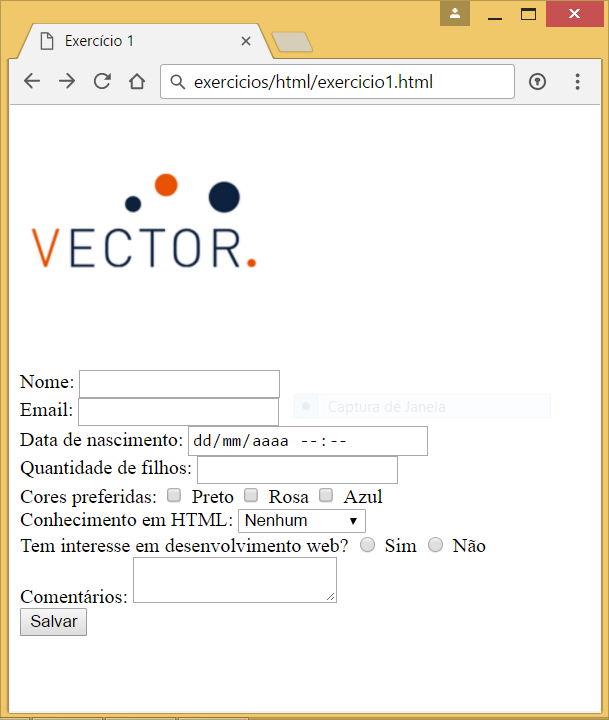 Exercício 1
exercicios/html/exercicio1.html
VECTOR.
Nome:
Email:
Captura de Janela
Data de nascimento: dd/mm/aaaa --:--
Quantidade de filhos:
Cores preferidas: Preto Rosa Azul
Conhecimento em HTML: Nenhum
Tem interesse em desenvolvimento web? Sim Não
Comentários:
Salvar